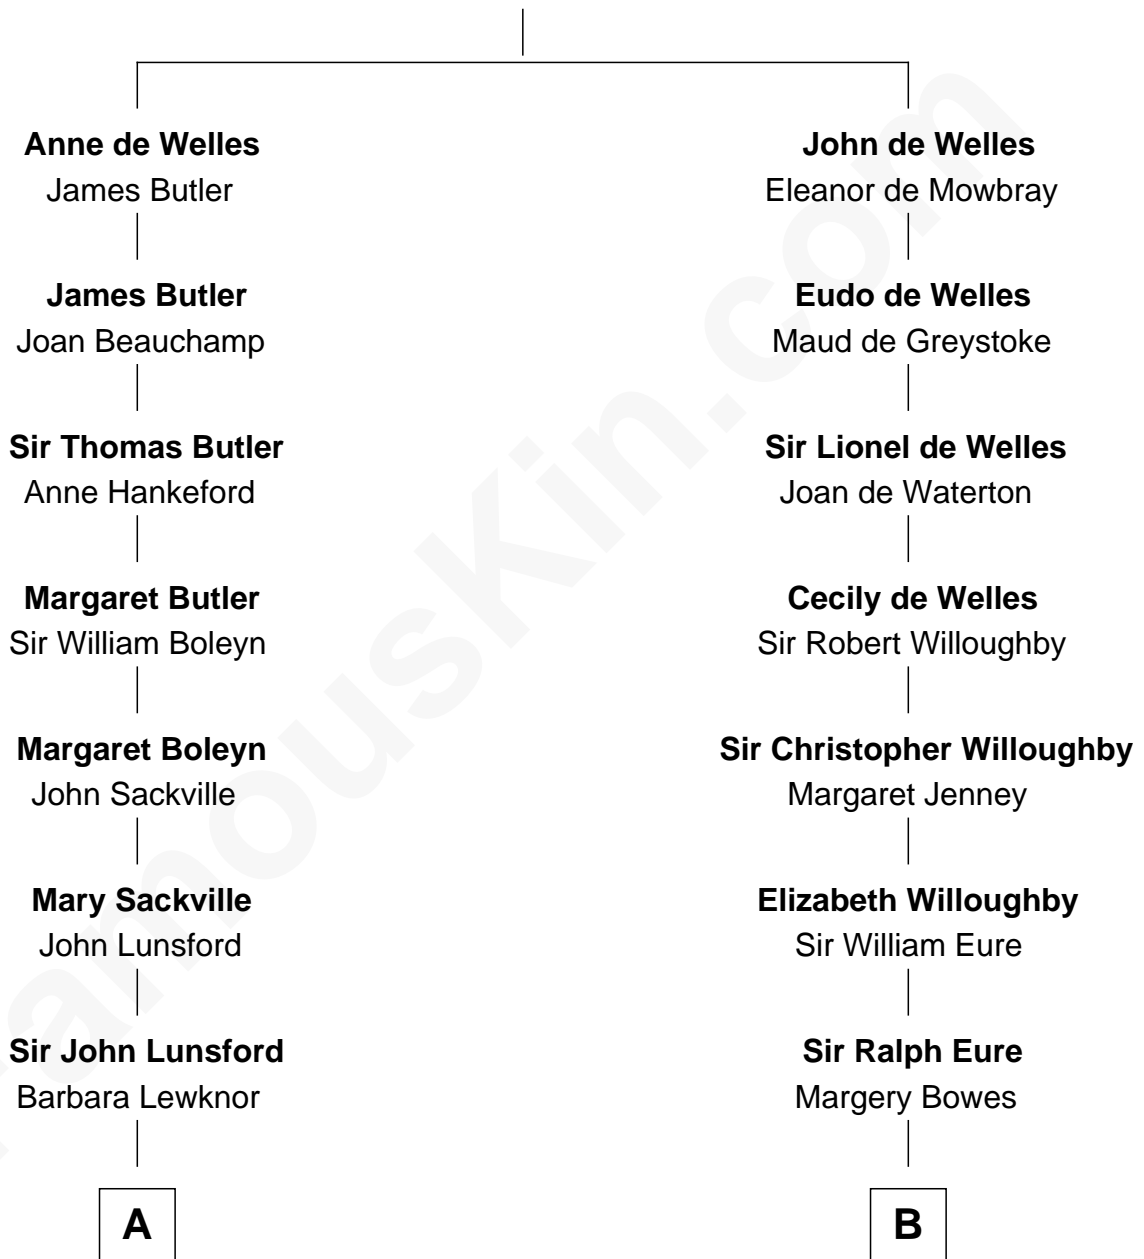 Anne de Welles
James Butler
James Butler
Joan Beauchamp
Sir Thomas Butler
Anne Hankeford
Margaret Butler
Sir William Boleyn
Margaret Boleyn
John Sackville
Mary Sackville
John Lunsford
Sir John Lunsford
Barbara Lewknor
A
John de Welles
Eleanor de Mowbray
Eudo de Welles
Maud de Greystoke
Sir Lionel de Welles
Joan de Waterton
Cecily de Welles
Sir Robert Willoughby
Sir Christopher Willoughby
Margaret Jenney
Elizabeth Willoughby
Sir William Eure
Sir Ralph Eure
Margery Bowes
B
FamousKin.com